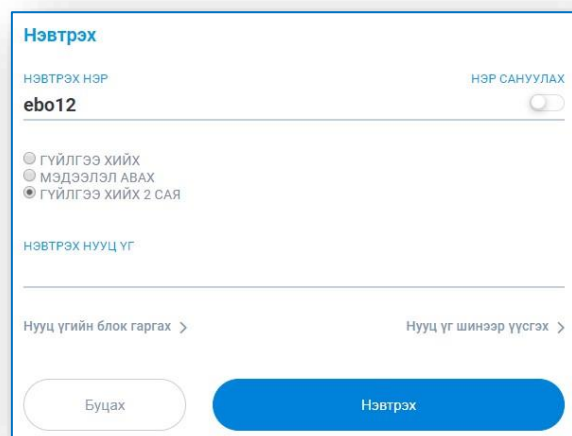 Нэвтрэх
НЭВТРЭХ НЭР НЭР САНУУЛАХ
ebo12
ГҮЙЛГЭЭ ХИЙХ
МЭДЭЭЛЭЛ АВАХ
ГҮЙЛГЭЭ ХИЙХ 2 САЯ
НЭВТРЭХ НУУЦ ҮГ
Нууц үгийн блок гаргах > Нууц үг шинээр үүсгэх >
Буцах Нэвтрэх